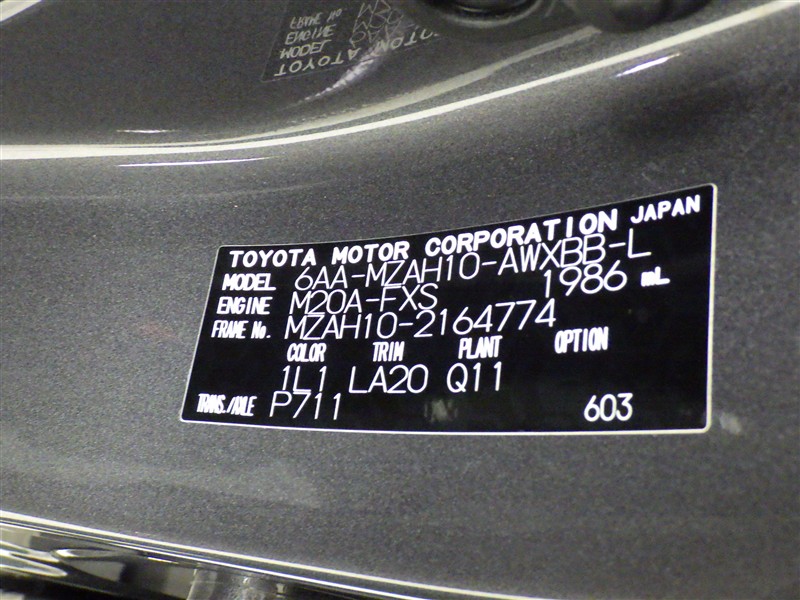 TOYOTA MOTOR CORPORATION JAPAN
MODEL 6AA-MZAH10-AWXBB-L
ENGINE M20A-FXS 1986 mL
FRAME No. MZAH10-2164774
COLOR TRIM PLANT OPTION
1L1 LA20 Q11
TRANS./AXLE P711 603